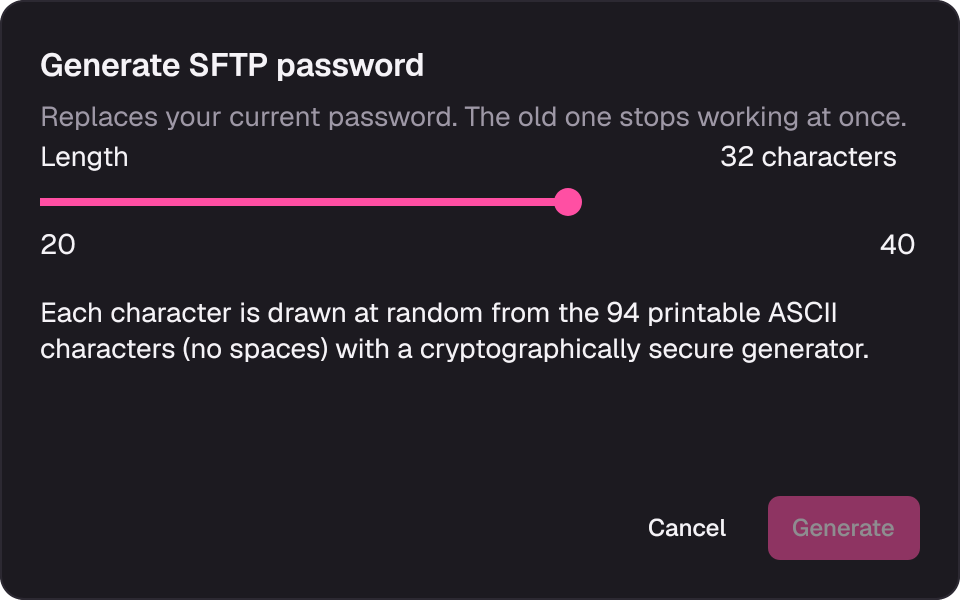 Generate SFTP password
Replaces your current password. The old one stops working at once.
Length 32 characters
20 40
Each character is drawn at random from the 94 printable ASCII
characters (no spaces) with a cryptographically secure generator.
Cancel Generate